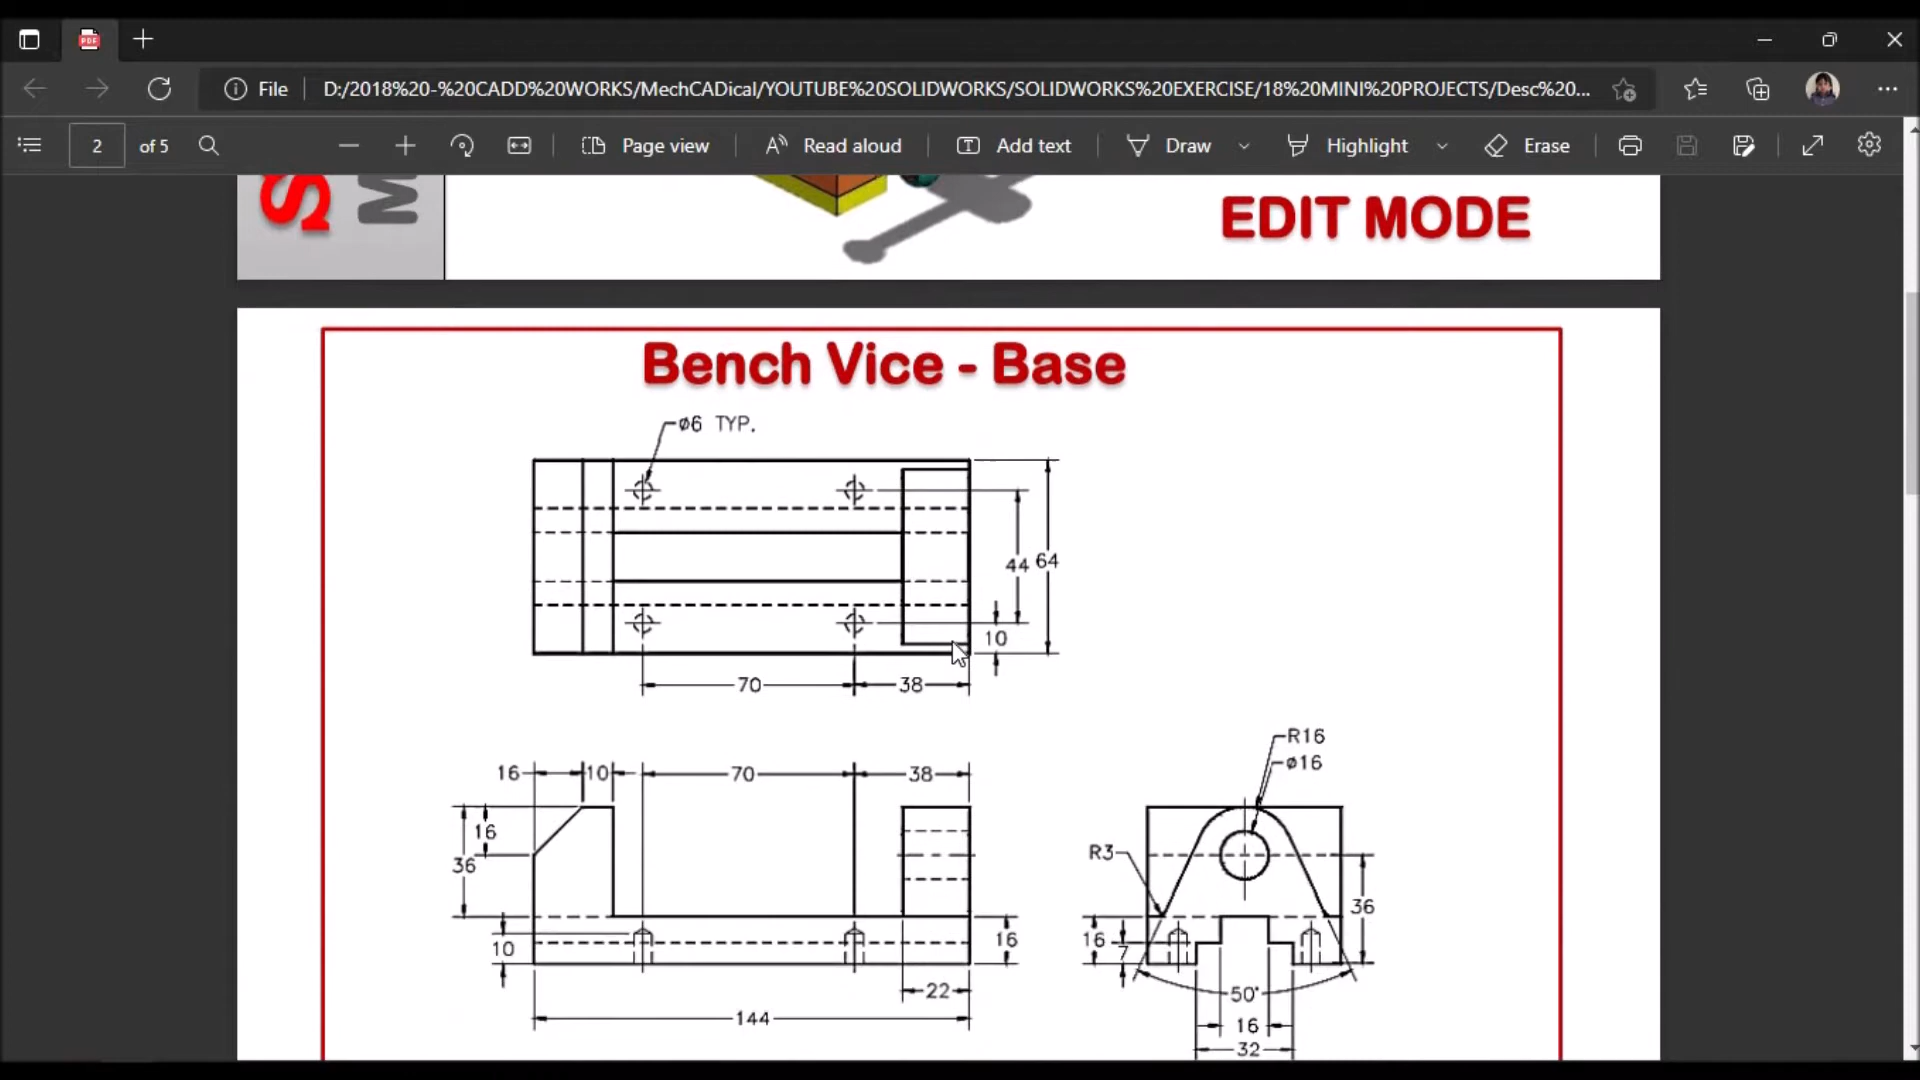 File
D:/2018%20-%20CADD%20WORKS/MechCADical/YOUTUBE%20SOLIDWORKS/SOLIDWORKS%20EXERCISE/18%20MINI%20PROJECTS/Desc%20...
2 of 5
Page view
Read aloud
Add text
Draw
Highlight
Erase
PDF
S
M
EDIT MODE
Bench Vice - Base
ø6 TYP.
44
64
10
70
38
16
10
70
38
16
36
10
16
22
144
R16
ø16
R3
36
16
7
50°
16
32